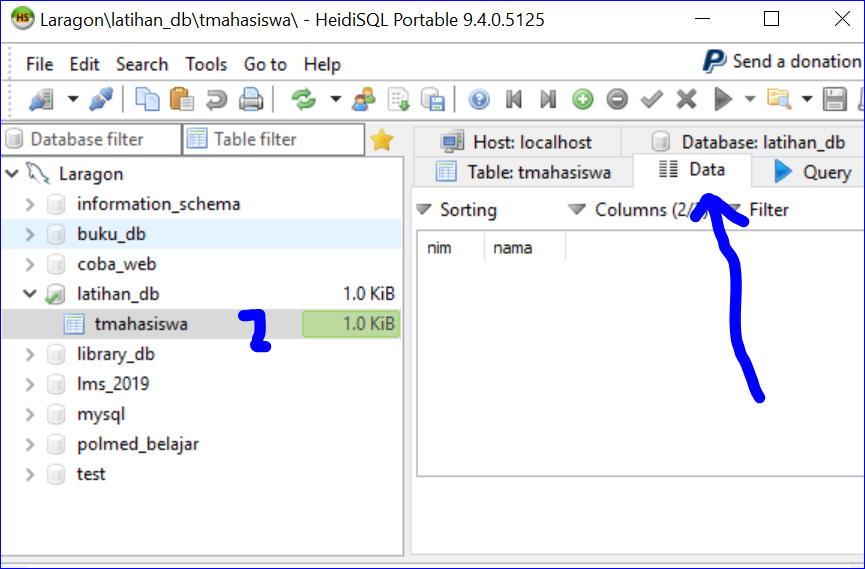 HS Laragon\latihan_db\tmahasiswa\ - HeidiSQL Portable 9.4.0.5125
File Edit Search Tools Go to Help
Send a donation
Database filter Table filter
Host: localhost Database: latihan_db
Table: tmahasiswa Data Query
Sorting Columns (2/ Filter
nim nama
Laragon
information_schema
buku_db
coba_web
latihan_db 1.0 KiB
tmahasiswa 1.0 KiB
library_db
lms_2019
mysql
polmed_belajar
test